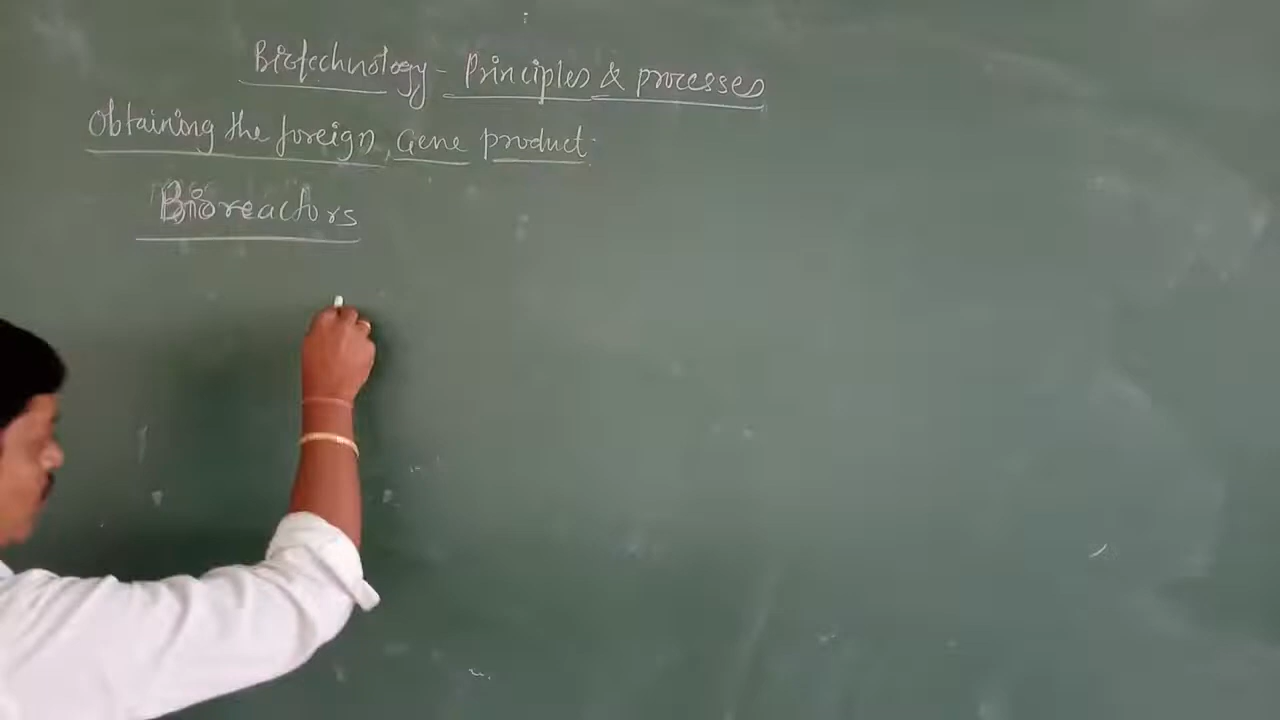 Biotechnology - Principles & processes
Obtaining the foreign, Gene product.
Bioreactors